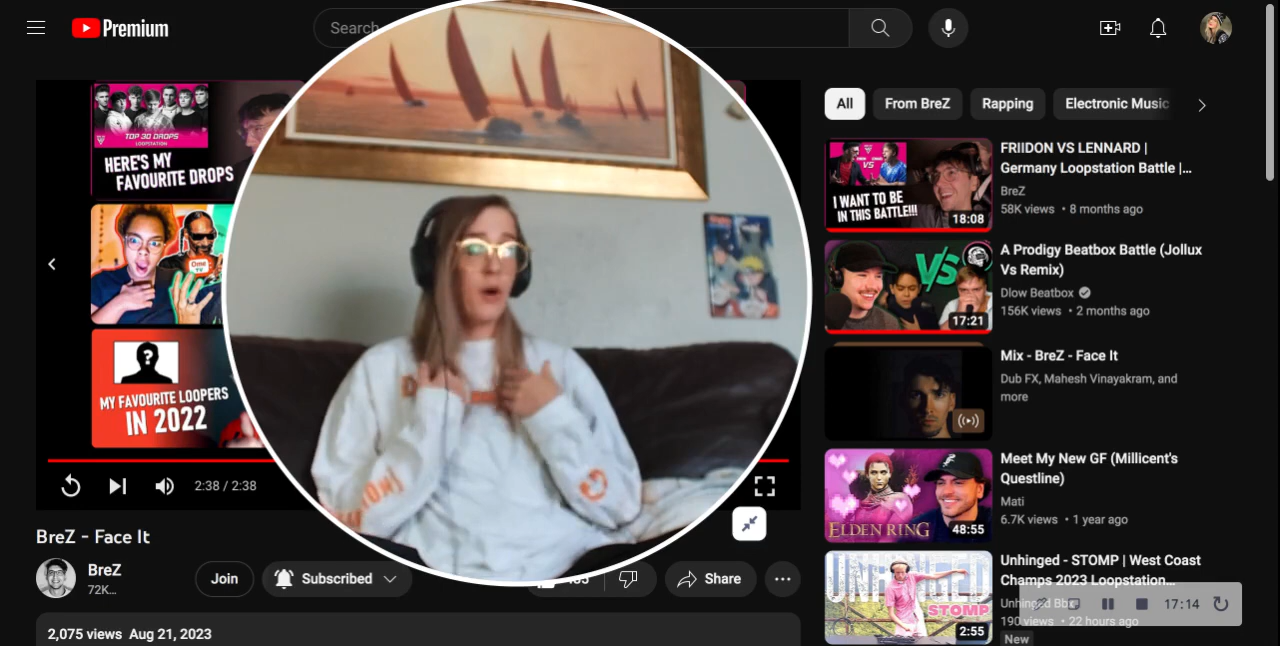 Premium
Search
TOP 30 DROPS
LOOPSTATION
HERE'S MY
FAVOURITE DROPS
Ome
TV
?
MY FAVOURITE LOOPERS
IN 2022
2:38 / 2:38
BreZ - Face It
BreZ
72K...
Join
Subscribed
Share
2,075 views Aug 21, 2023
All
From BreZ
Rapping
Electronic Music
VS
I WANT TO BE
IN THIS BATTLE!!!
18:08
FRIIDON VS LENNARD |
Germany Loopstation Battle |...
BreZ
58K views • 8 months ago
VS
17:21
A Prodigy Beatbox Battle (Jollux
Vs Remix)
Dlow Beatbox
156K views • 2 months ago
Mix - BreZ - Face It
Dub FX, Mahesh Vinayakram, and
more
ELDEN RING
48:55
Meet My New GF (Millicent's
Questline)
Mati
6.7K views • 1 year ago
UNHINGED
STOMP
2:55
Unhinged - STOMP | West Coast
Champs 2023 Loopstation...
Unhinged Bbx
190 views • 22 hours ago
New
17:14